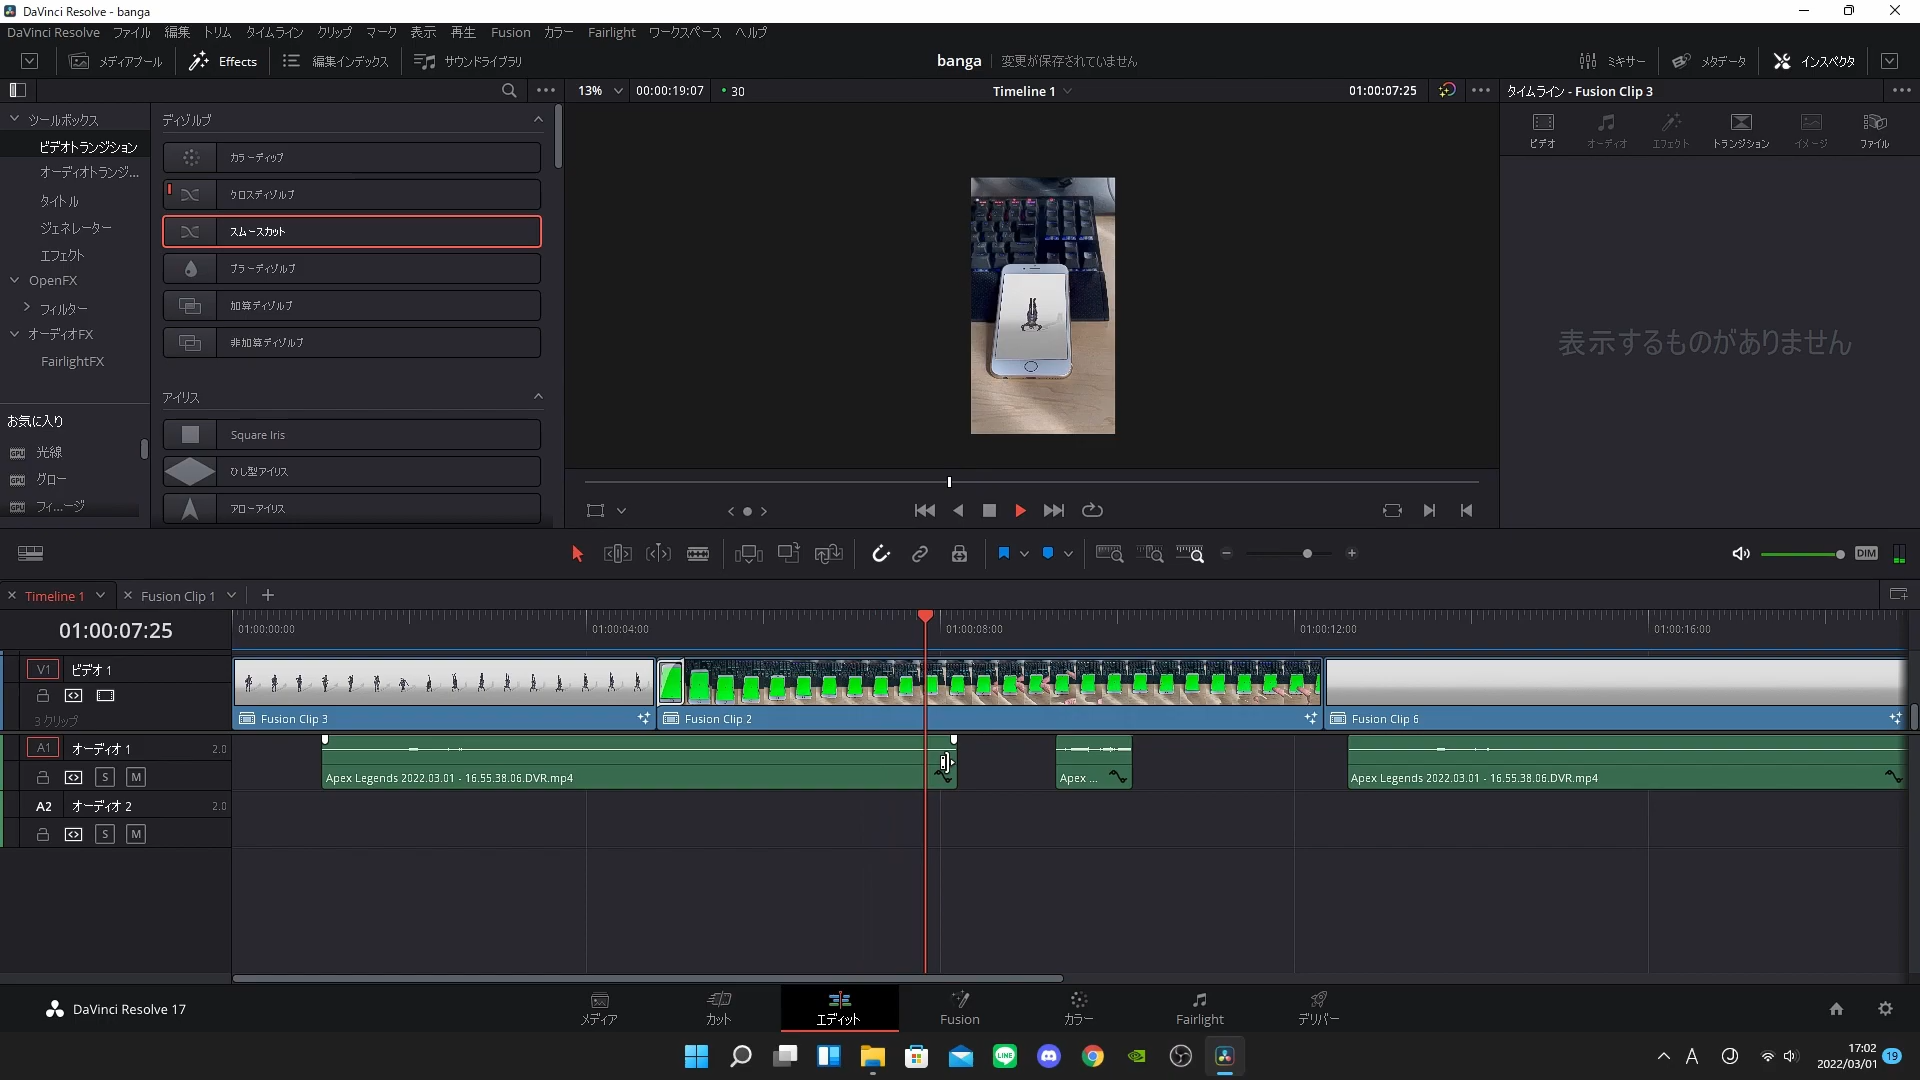 DaVinci Resolve - banga
DaVinci Resolve ファイル 編集 トリム タイムライン クリップ マーク 表示 再生 Fusion カラー Fairlight ワークスペース ヘルプ
メディアプール Effects 編集インデックス サウンドライブラリ banga 変更が保存されていません ミキサー メタデータ インスペクタ
13% 00:00:19:07 30 Timeline 1 01:00:07:25 タイムライン - Fusion Clip 3
ツールボックス
ビデオトランジション
オーディオトランジ...
タイトル
ジェネレーター
エフェクト
OpenFX
フィルター
オーディオFX
FairlightFX
お気に入り
光線
グロー
フィ...ージ
ディゾルブ
カラーディップ
クロスディゾルブ
スムースカット
ブラーディゾルブ
加算ディゾルブ
非加算ディゾルブ
アイリス
Square Iris
ひし型アイリス
アローアイリス
ビデオ オーディオ エフェクト トランジション イメージ ファイル
表示するものがありません
DIM
Timeline 1 Fusion Clip 1
01:00:07:25 01:00:00:00 01:00:04:00 01:00:08:00 01:00:12:00 01:00:16:00
V1 ビデオ 1
3 クリップ
Fusion Clip 3 Fusion Clip 2 Fusion Clip 6
A1 オーディオ 1 2.0
S M
Apex Legends 2022.03.01 - 16.55.38.06.DVR.mp4 Apex ... Apex Legends 2022.03.01 - 16.55.38.06.DVR.mp4
A2 オーディオ 2 2.0
S M
DaVinci Resolve 17 メディア カット エディット Fusion カラー Fairlight デリバー
LINE
A
17:02
2022/03/01
19